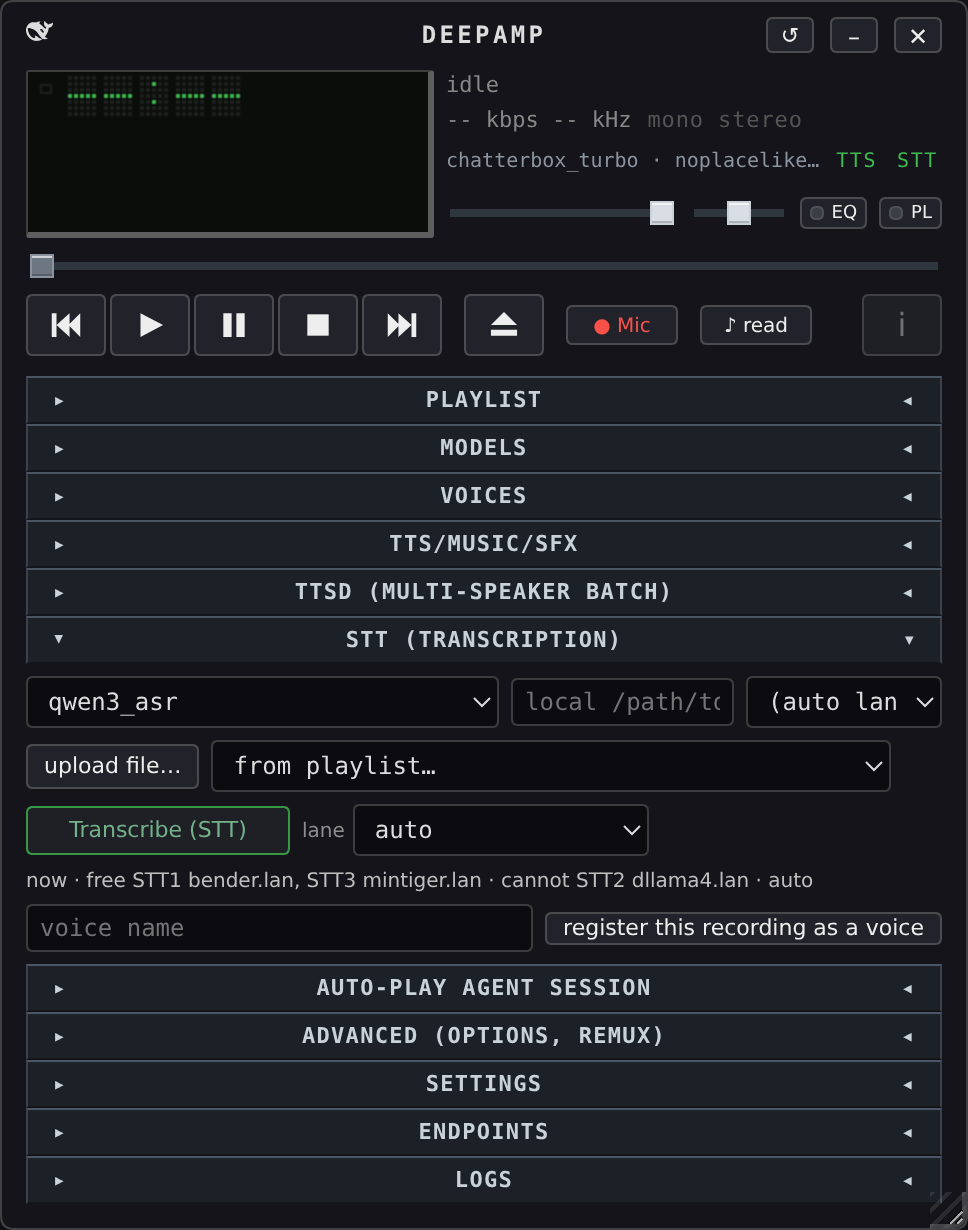 DEEPAMP
idle
-- kbps -- kHz mono stereo
chatterbox_turbo · noplacelike… TTS STT
EQ PL
Mic ♪ read i
PLAYLIST
MODELS
VOICES
TTS/MUSIC/SFX
TTSD (MULTI-SPEAKER BATCH)
STT (TRANSCRIPTION)
qwen3_asr local /path/to (auto lan
upload file… from playlist…
Transcribe (STT) lane auto
now · free STT1 bender.lan, STT3 mintiger.lan · cannot STT2 dllama4.lan · auto
voice name register this recording as a voice
AUTO-PLAY AGENT SESSION
ADVANCED (OPTIONS, REMUX)
SETTINGS
ENDPOINTS
LOGS